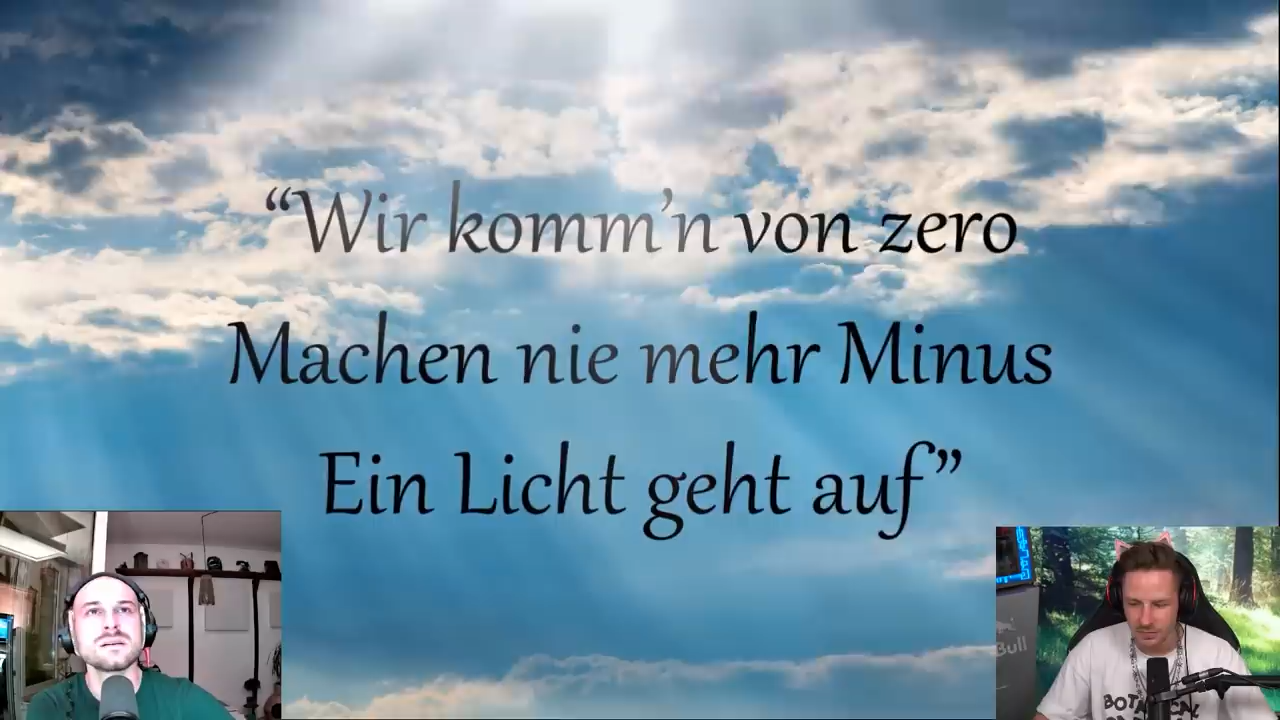 “Wir komm’n von zero
Machen nie mehr Minus
Ein Licht geht auf”
Bull